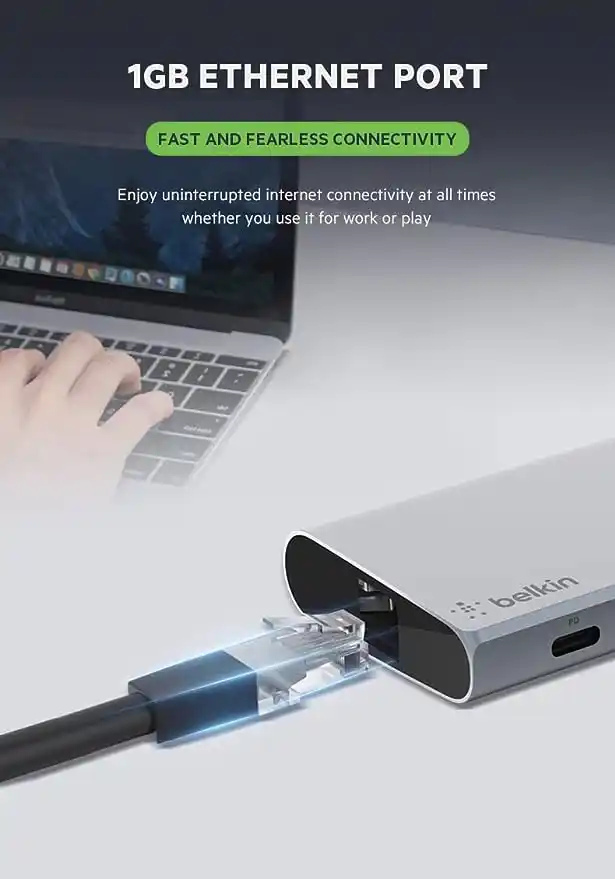 1GB ETHERNET PORT
FAST AND FEARLESS CONNECTIVITY
Enjoy uninterrupted internet connectivity at all times
whether you use it for work or play
belkin
PD